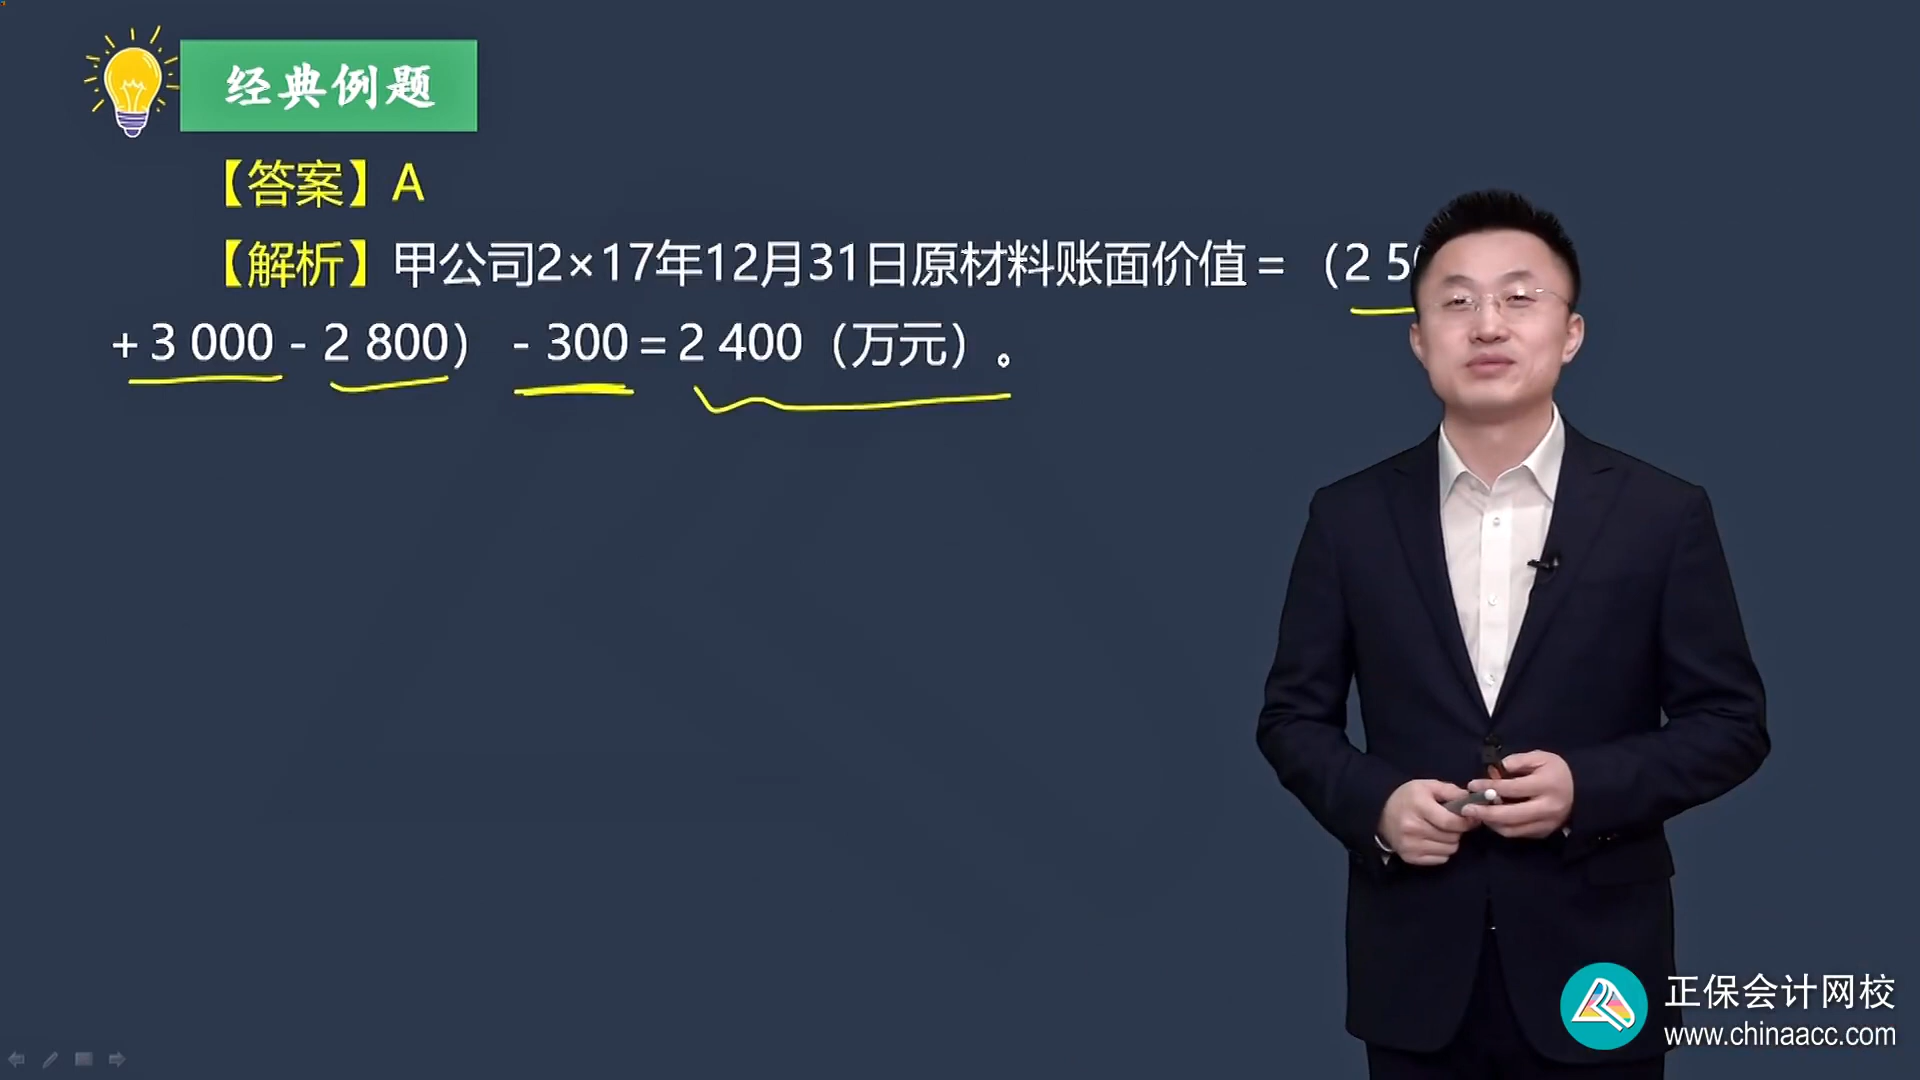 经典例题
【答案】A
【解析】甲公司2×17年12月31日原材料账面价值=（2 5
+3 000-2 800）-300=2 400（万元）。
正保会计网校
www.chinaacc.com